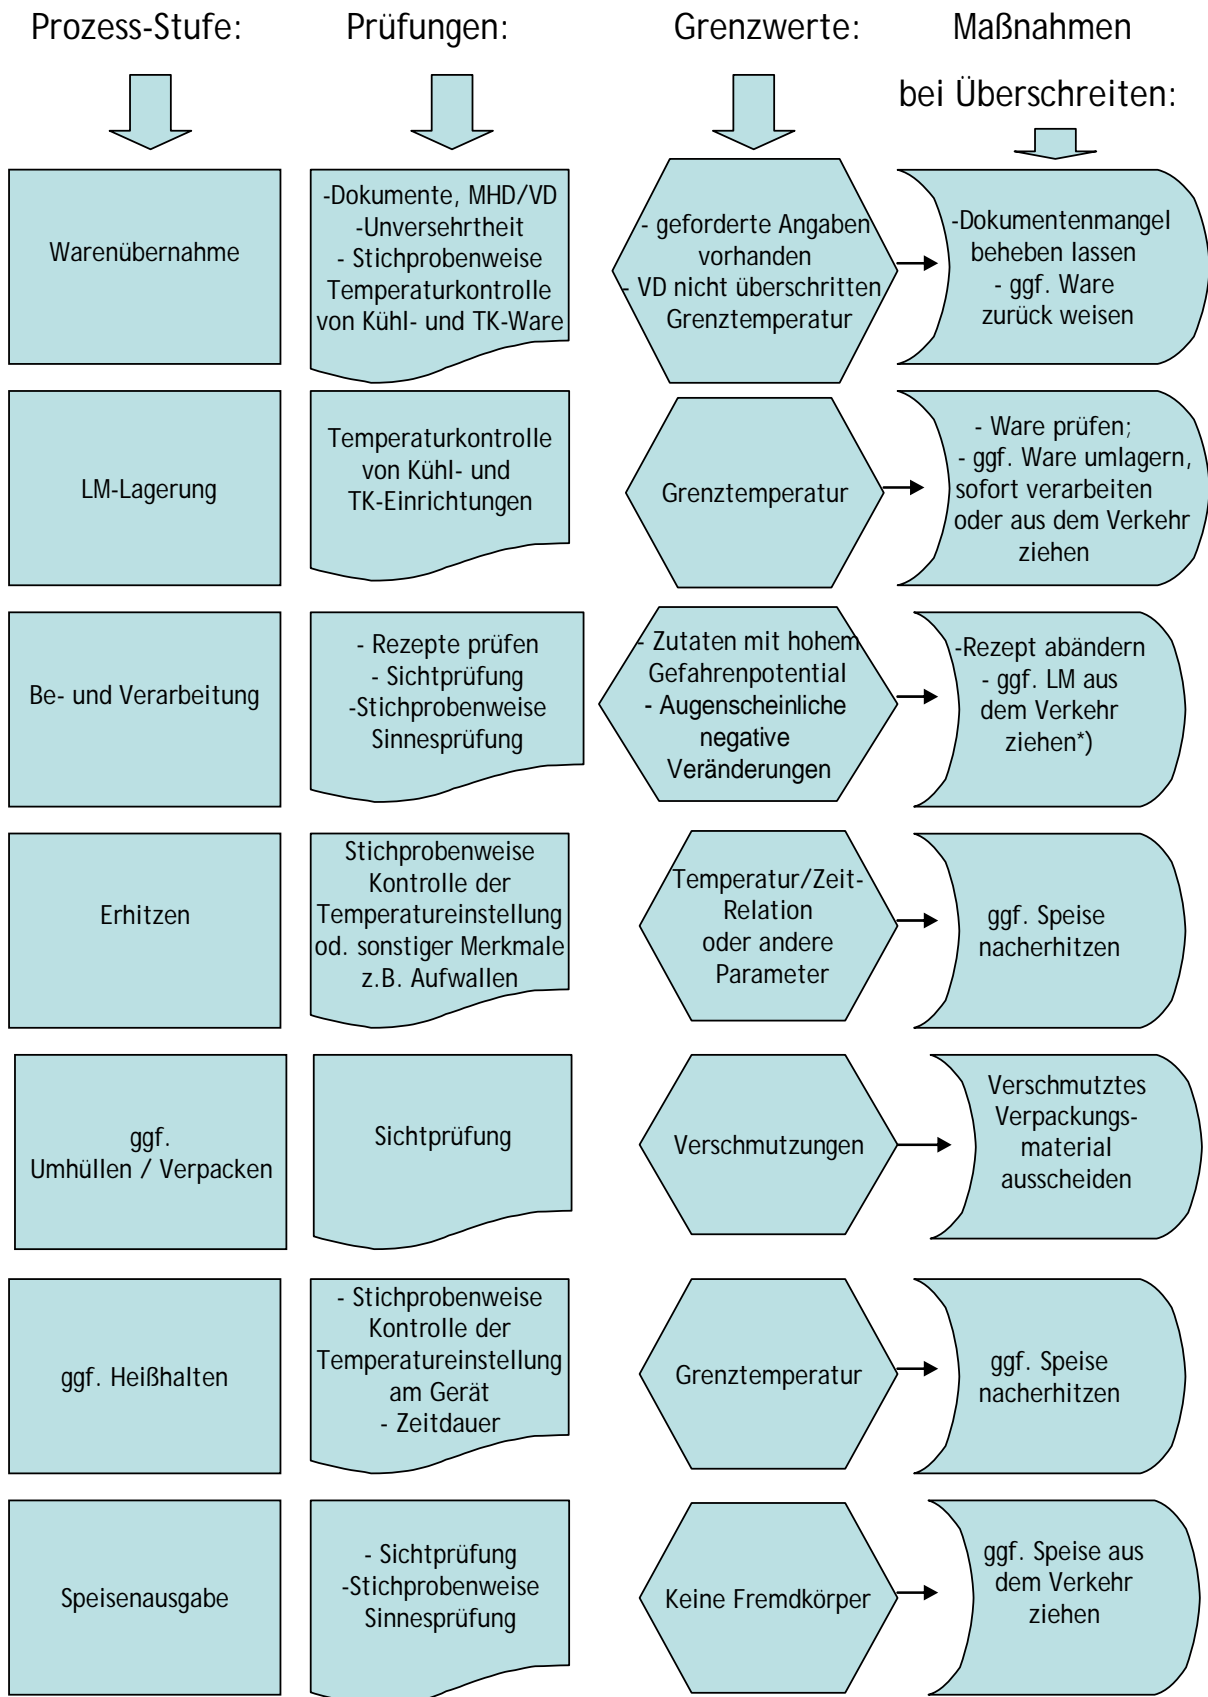 Prozess-Stufe:
Prüfungen:
Grenzwerte:
Maßnahmen
bei Überschreiten:
Warenübernahme
-Dokumente, MHD/VD
-Unversehrtheit
- Stichprobenweise
Temperaturkontrolle
von Kühl- und TK-Ware
- geforderte Angaben
vorhanden
- VD nicht überschritten
Grenztemperatur
-Dokumentenmangel
beheben lassen
- ggf. Ware
zurück weisen
LM-Lagerung
Temperaturkontrolle
von Kühl- und
TK-Einrichtungen
Grenztemperatur
- Ware prüfen;
- ggf. Ware umlagern,
sofort verarbeiten
oder aus dem Verkehr
ziehen
Be- und Verarbeitung
- Rezepte prüfen
- Sichtprüfung
-Stichprobenweise
Sinnesprüfung
- Zutaten mit hohem
Gefahrenpotential
- Augenscheinliche
negative
Veränderungen
-Rezept abändern
- ggf. LM aus
dem Verkehr
ziehen*)
Erhitzen
Stichprobenweise
Kontrolle der
Temperatureinstellung
od. sonstiger Merkmale
z.B. Aufwallen
Temperatur/Zeit-
Relation
oder andere
Parameter
ggf. Speise
nacherhitzen
ggf.
Umhüllen / Verpacken
Sichtprüfung
Verschmutzungen
Verschmutztes
Verpackungs-
material
ausscheiden
ggf. Heißhalten
- Stichprobenweise
Kontrolle der
Temperatureinstellung
am Gerät
- Zeitdauer
Grenztemperatur
ggf. Speise
nacherhitzen
Speisenausgabe
- Sichtprüfung
-Stichprobenweise
Sinnesprüfung
Keine Fremdkörper
ggf. Speise aus
dem Verkehr
ziehen